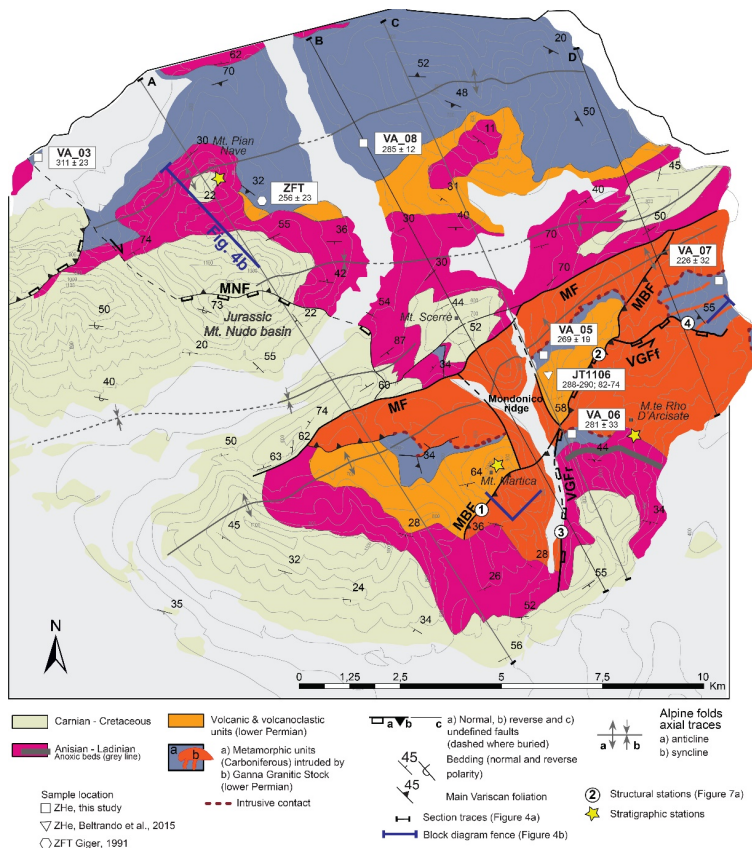 A
B
C
D
62
70
52
48
20
50
VA_03
311 ± 23
30
Mt. Pian
Nave
VA_08
285 ± 12
11
32
ZFT
256 ± 23
22
31
40
45
40
50
74
55
36
30
42
30
70
70
Fig. 4b
VA_07
226 ± 32
MNF
73
22
54
Jurassic
Mt. Nudo basin
50
20
55
40
87
44
Mt. Scerrè
52
34
60
MF
MBF
55
4
VGFf
VA_05
269 ± 19
2
JT1106
288-290; 82-74
58
Mondonico
ridge
VA_06
281 ± 33
M.te Rho
D'Arcisate
44
74
62
63
50
MF
34
64
Mt. Martica
MBF
1
36
VGFr
3
28
28
34
45
32
24
26
52
35
34
56
55
N
0 1,25 2,5 5 7,5 10
Km
Carnian - Cretaceous
Anisian - Ladinian
Anoxic beds (grey line)
Sample location
ZHe, this study
ZHe, Beltrando et al., 2015
ZFT Giger, 1991
Volcanic & volcanoclastic
units (lower Permian)
a b
a) Metamorphic units
(Carboniferous) intruded by
b) Ganna Granitic Stock
(lower Permian)
Intrusive contact
a b c
a) Normal, b) reverse and c)
undefined faults
(dashed where buried)
45 Bedding (normal and reverse
polarity)
45 Main Variscan foliation
Section traces (Figure 4a)
Block diagram fence (Figure 4b)
a b
Alpine folds
axial traces
a) anticline
b) syncline
2 Structural stations (Figure 7a)
Stratigraphic stations